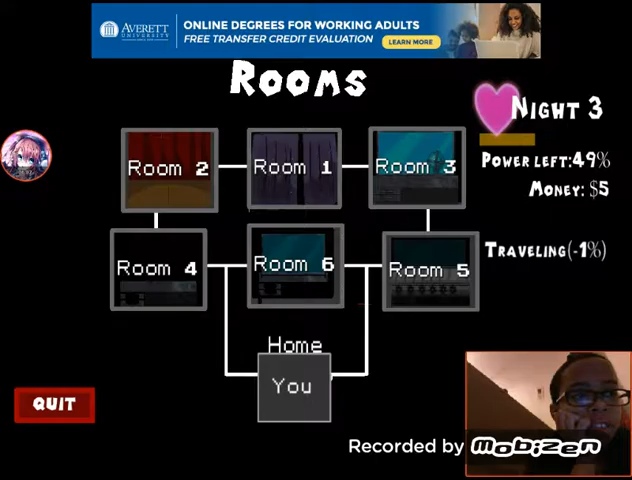 AVERETT
UNIVERSITY
ONLINE DEGREES FOR WORKING ADULTS
FREE TRANSFER CREDIT EVALUATION
LEARN MORE
ROOMS
NIGHT 3
POWER LEFT:49%
MONEY: $5
TRAVELING(-1%)
Room 2
Room 1
Room 3
Room 4
Room 6
Room 5
Home
You
QUIT
Recorded by MOBIZEN